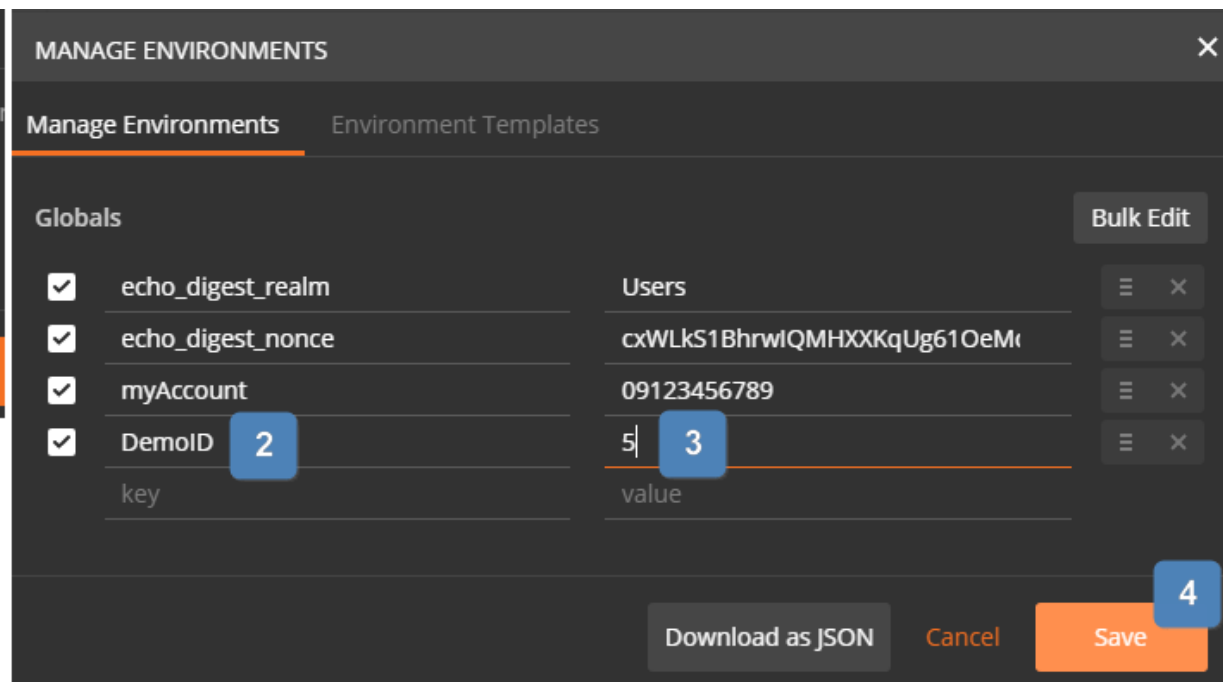 MANAGE ENVIRONMENTS
Manage Environments Environment Templates
Globals Bulk Edit
echo_digest_realm Users
echo_digest_nonce cxWLkS1BhrwIQMHXXKqUg61OeM
myAccount 09123456789
DemoID 2 5 3
key value
4
Download as JSON Cancel Save